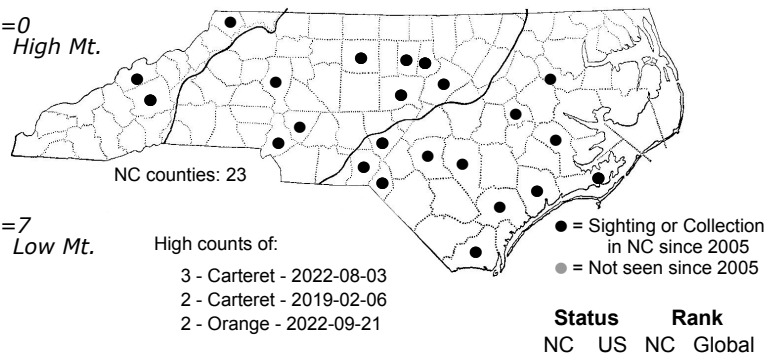 =0
High Mt.
NC counties: 23
=7
Low Mt.
High counts of:
3 - Carteret - 2022-08-03
2 - Carteret - 2019-02-06
2 - Orange - 2022-09-21
= Sighting or Collection
in NC since 2005
= Not seen since 2005
Status Rank
NC US NC Global